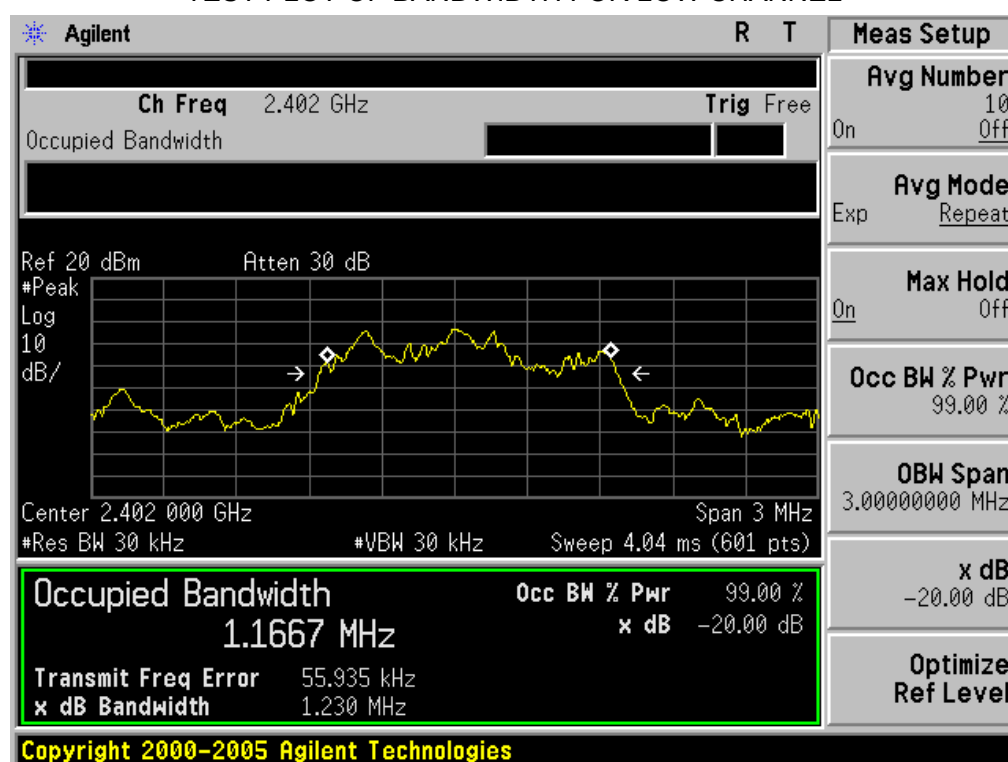 Agilent R T
Ch Freq 2.402 GHz Trig Free
Occupied Bandwidth
Ref 20 dBm Atten 30 dB
#Peak
Log
10
dB/
Center 2.402 000 GHz Span 3 MHz
#Res BW 30 kHz #VBW 30 kHz Sweep 4.04 ms (601 pts)
Occupied Bandwidth Occ BW % Pwr 99.00 %
1.1667 MHz x dB -20.00 dB
Transmit Freq Error 55.935 kHz
x dB Bandwidth 1.230 MHz
Copyright 2000-2005 Agilent Technologies
Meas Setup
Avg Number
10
On Off
Avg Mode
Exp Repeat
Max Hold
On Off
Occ BW % Pwr
99.00 %
OBW Span
3.00000000 MHz
x dB
-20.00 dB
Optimize
Ref Level